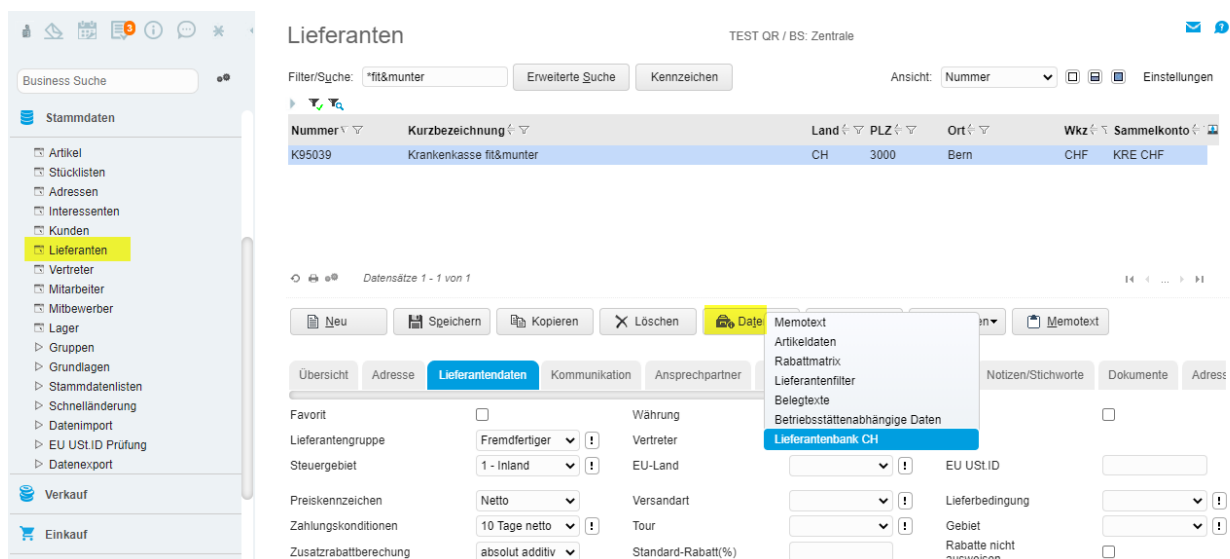 3
Lieferanten
TEST QR / BS: Zentrale
Business Suche
Filter/Suche: *fit&munter Erweiterte Suche Kennzeichen Ansicht: Nummer Einstellungen
Stammdaten
Artikel
Stücklisten
Adressen
Interessenten
Kunden
Lieferanten
Vertreter
Mitarbeiter
Mitbewerber
Lager
Gruppen
Grundlagen
Stammdatenlisten
Schnelländerung
Datenimport
EU USt.ID Prüfung
Datenexport
Verkauf
Einkauf
Nummer Kurzbezeichnung Land PLZ Ort Wkz Sammelkonto
K95039 Krankenkasse fit&munter CH 3000 Bern CHF KRE CHF
Datensätze 1 - 1 von 1 ...
Neu Speichern Kopieren Löschen Date en Memotext
Memotext
Artikeldaten
Rabattmatrix
Lieferantenfilter
Belegtexte
Betriebsstättenabhängige Daten
Lieferantenbank CH
Übersicht Adresse Lieferantendaten Kommunikation Ansprechpartner Notizen/Stichworte Dokumente Adress
Favorit Währung
Lieferantengruppe Fremdfertiger ! Vertreter
Steuergebiet 1 - Inland ! EU-Land ! EU USt.ID
Preiskennzeichen Netto Versandart ! Lieferbedingung !
Zahlungskonditionen 10 Tage netto ! Tour ! Gebiet !
Zusatzrabattberechung absolut additiv Standard-Rabatt(%) Rabatte nicht
ausweisen